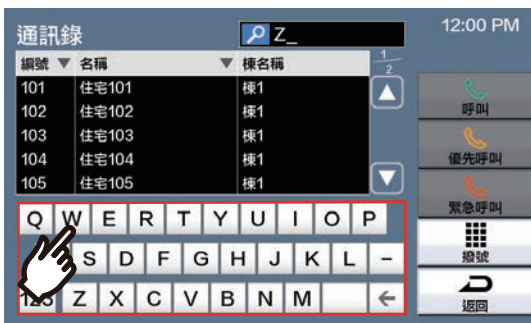 通訊錄
Z_
12:00 PM
編號 ▼ 名稱 ▼ 棟名稱
1/2
101 住宅101 棟1
102 住宅102 棟1
103 住宅103 棟1
104 住宅104 棟1
105 住宅105 棟1
呼叫
優先呼叫
緊急呼叫
撥號
返回
Q W E R T Y U I O P
S D F G H J K L -
123 Z X C V B N M ←